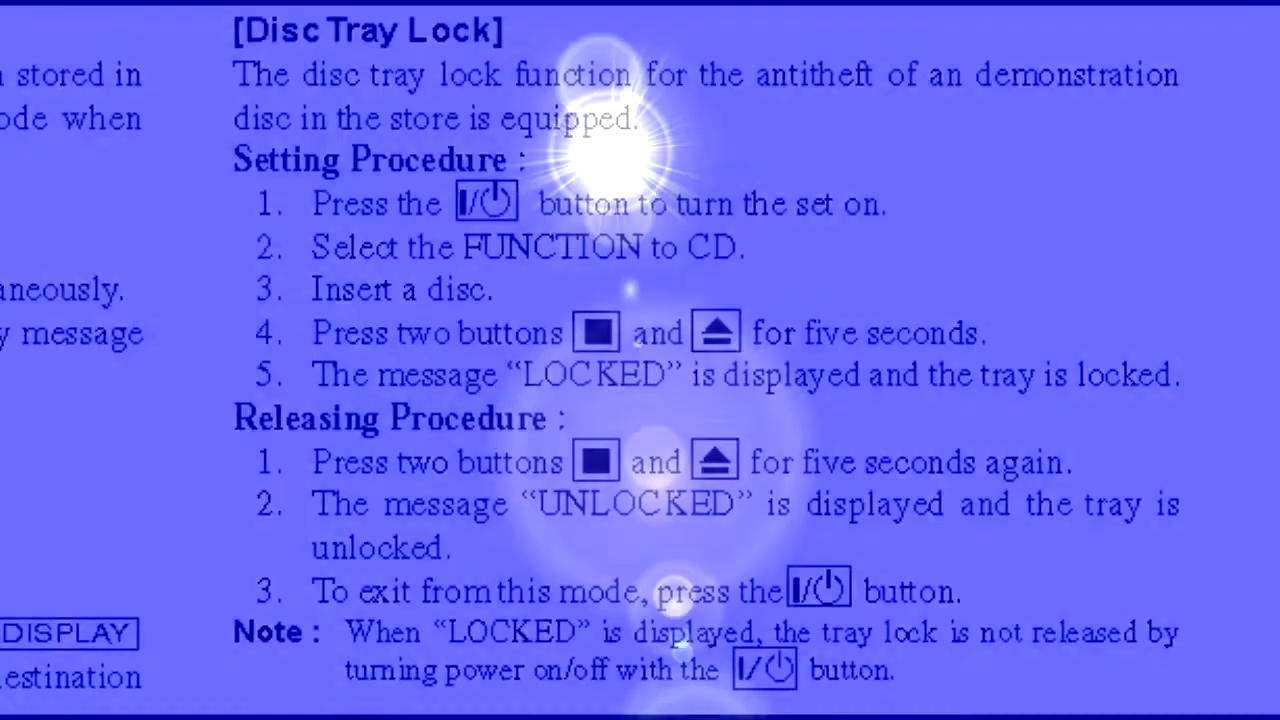 [Disc Tray Lock]
The disc tray lock function for the antitheft of an demonstration
disc in the store is equipped.
Setting Procedure :
1. Press the I/⏻ button to turn the set on.
2. Select the FUNCTION to CD.
3. Insert a disc.
4. Press two buttons ■ and ⏏ for five seconds.
5. The message “LOCKED” is displayed and the tray is locked.
Releasing Procedure :
1. Press two buttons ■ and ⏏ for five seconds again.
2. The message “UNLOCKED” is displayed and the tray is
unlocked.
3. To exit from this mode, press the I/⏻ button.
Note : When “LOCKED” is displayed, the tray lock is not released by
turning power on/off with the I/⏻ button.
stored in
when
message
DISPLAY